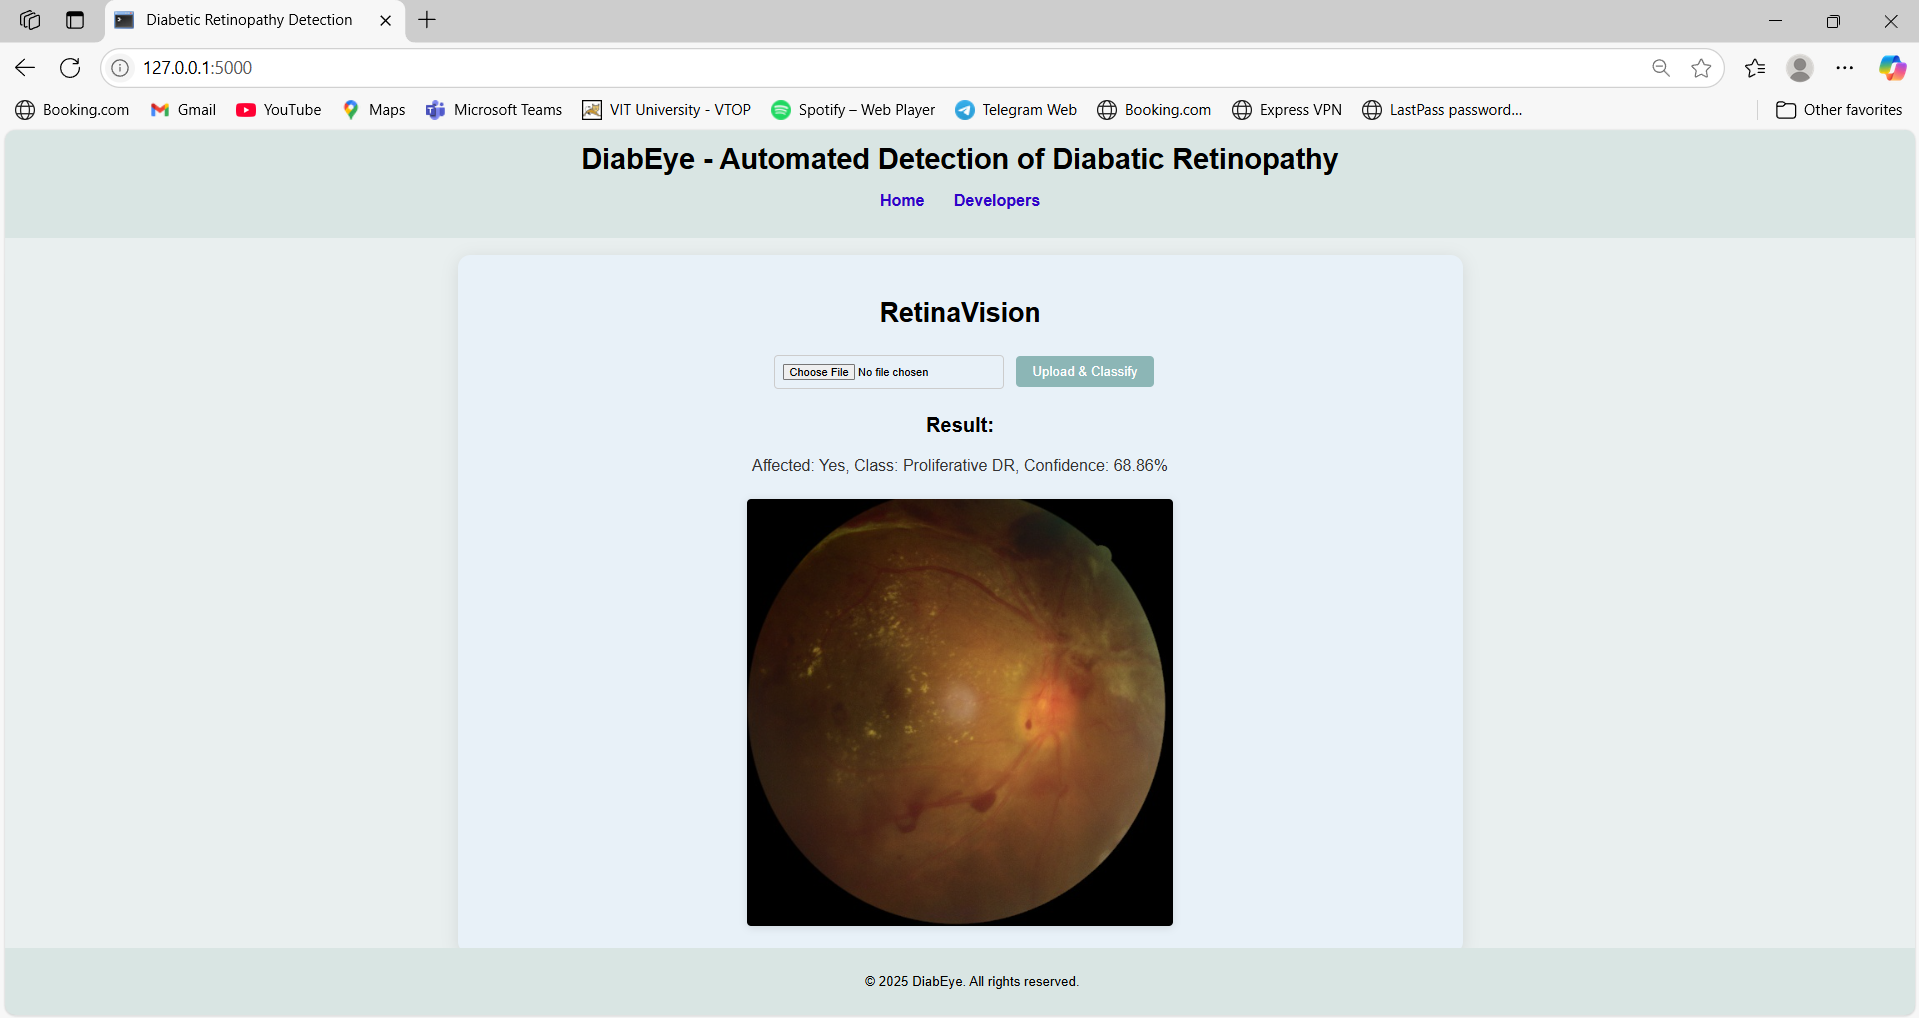 Diabetic Retinopathy Detection
127.0.0.1:5000
Booking.com Gmail YouTube Maps Microsoft Teams VIT University - VTOP Spotify – Web Player Telegram Web Booking.com Express VPN LastPass password... Other favorites
DiabEye - Automated Detection of Diabatic Retinopathy
Home Developers
RetinaVision
Choose File No file chosen Upload & Classify
Result:
Affected: Yes, Class: Proliferative DR, Confidence: 68.86%
© 2025 DiabEye. All rights reserved.